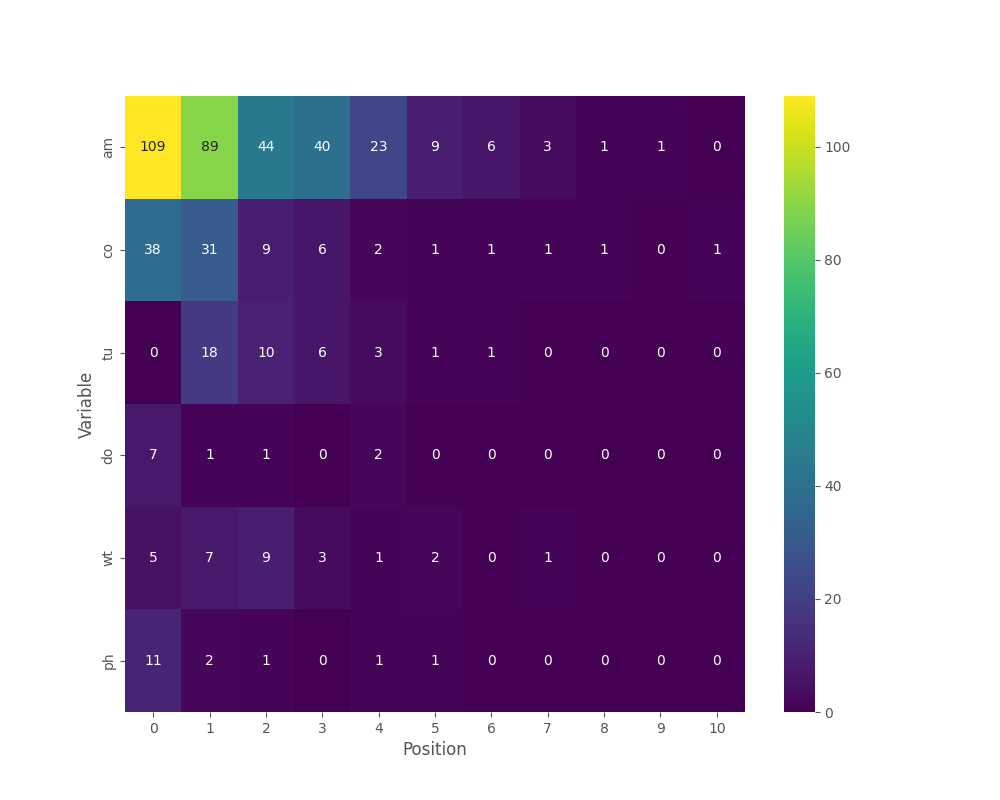 am 109 89 44 40 23 9 6 3 1 1 0
co 38 31 9 6 2 1 1 1 1 0 1
tu 0 18 10 6 3 1 1 0 0 0 0
do 7 1 1 0 2 0 0 0 0 0 0
wt 5 7 9 3 1 2 0 1 0 0 0
ph 11 2 1 0 1 1 0 0 0 0 0
0 1 2 3 4 5 6 7 8 9 10
Position
Variable
100
80
60
40
20
0